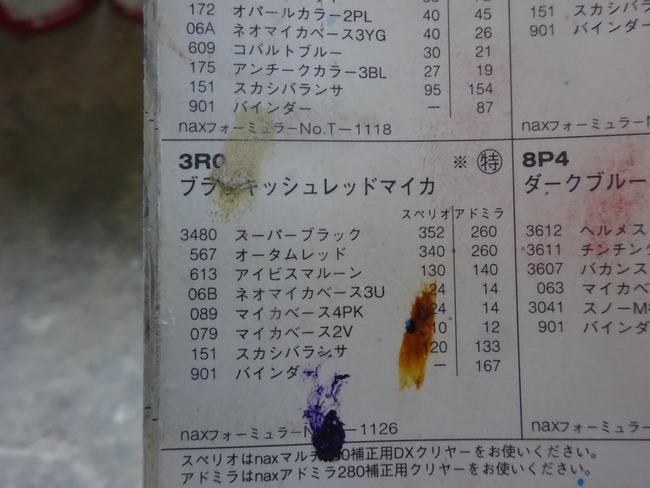 172 オパールカラー2PL 40 45
06A ネオマイカベース3YG 40 26
609 コバルトブルー 30 21
175 アンチークカラー3BL 27 19
151 スカシバランサ 95 154
901 バインダー — 87
naxフォーミュラーNo.T−1118
151 スカシバラ
901 バインダー
naxフォーミュラーN
3R0 ※ 特
キッシュレッドマイカ
スペリオ アドミラ
3480 スーパーブラック 352 260
567 オータムレッド 340 260
613 アイビスマルーン 130 140
06B ネオマイカベース3U 24 14
089 マイカベース4PK 24 14
079 マイカベース2V 10 12
151 スカシバランサ 120 133
901 バインダー — 167
naxフォーミュラーN −1126
8P4
ダークブルー
3612 ヘルメス
3611 チンチン
3607 バカンス
063 マイカベ
3041 スノーM
901 バインダ
naxフォーミュ
スペリオはnaxマルチ 0補正用DXクリヤーをお使いください。
アドミラはnaxアドミラ280補正用クリヤーをお使いください。